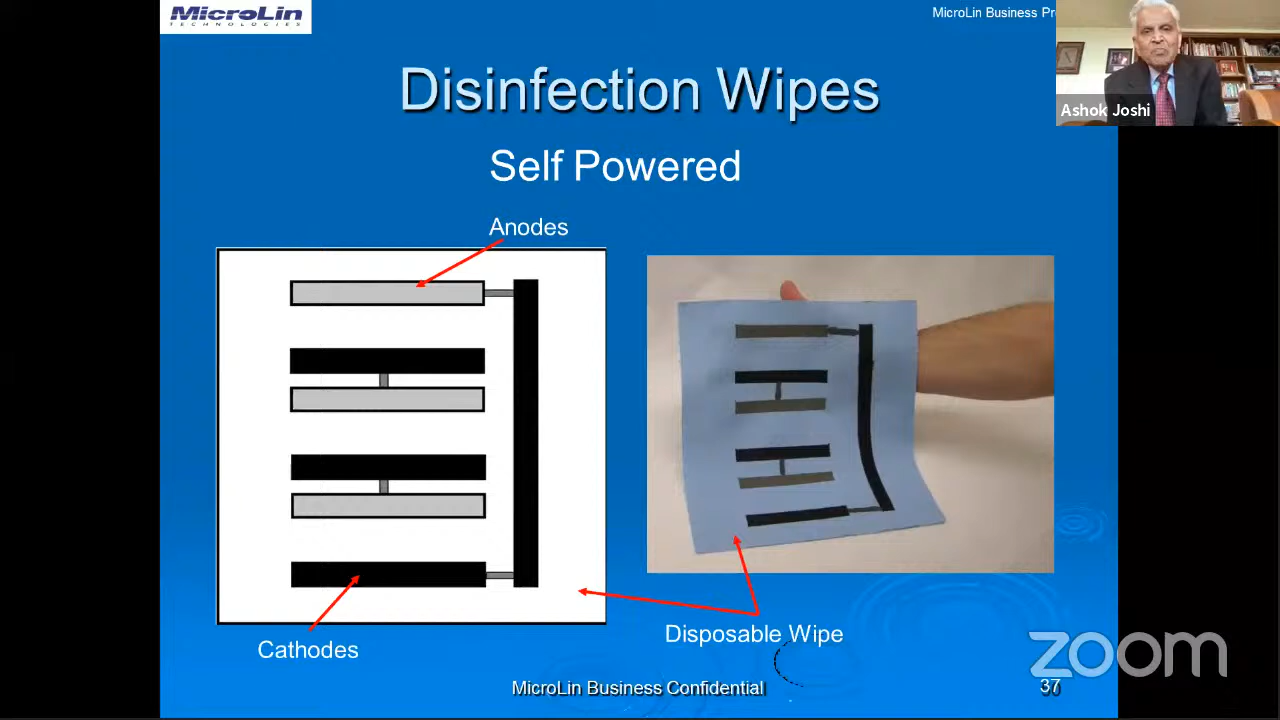 MicroLin
TECHNOLOGIES
MicroLin Business Pr
Ashok Joshi
Disinfection Wipes
Self Powered
Anodes
Cathodes
Disposable Wipe
MicroLin Business Confidential
37
zoom